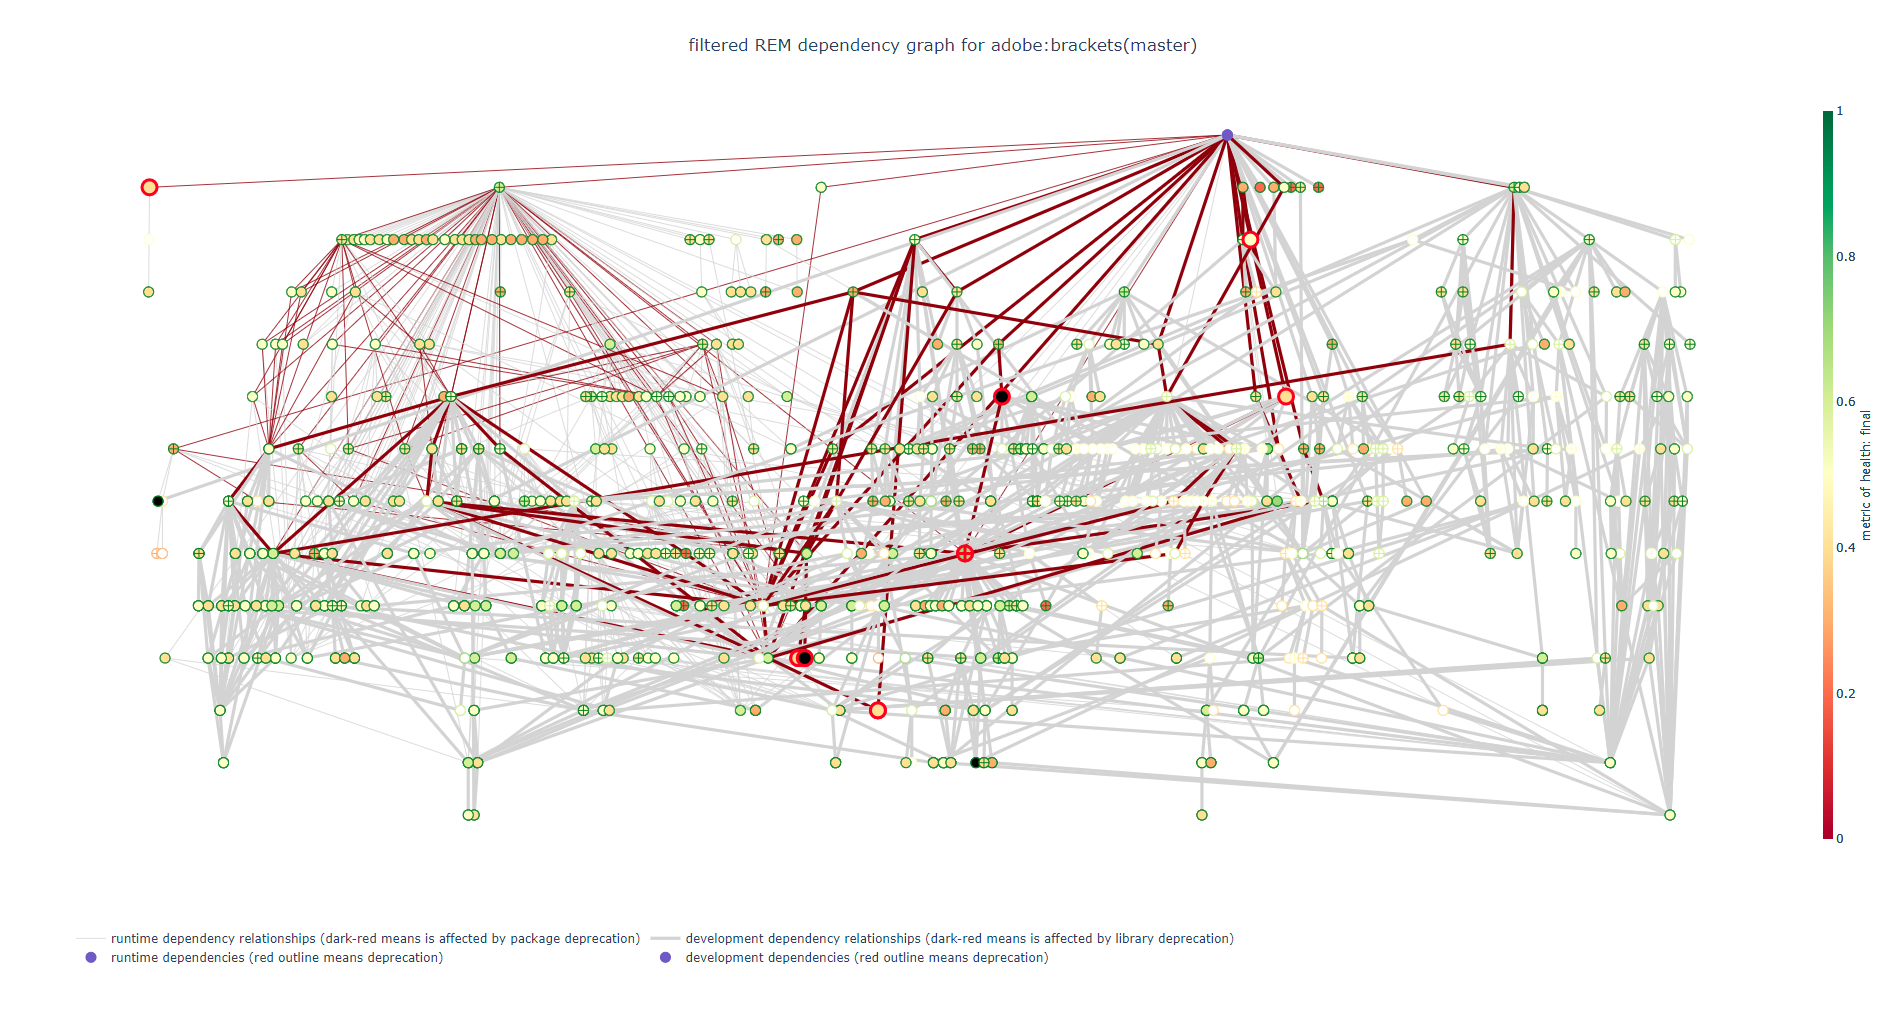 filtered REM dependency graph for adobe:brackets(master)
1
0.8
0.6
0.4
0.2
0
metric of health: final
runtime dependency relationships (dark-red means is affected by package deprecation)
development dependency relationships (dark-red means is affected by library deprecation)
runtime dependencies (red outline means deprecation)
development dependencies (red outline means deprecation)